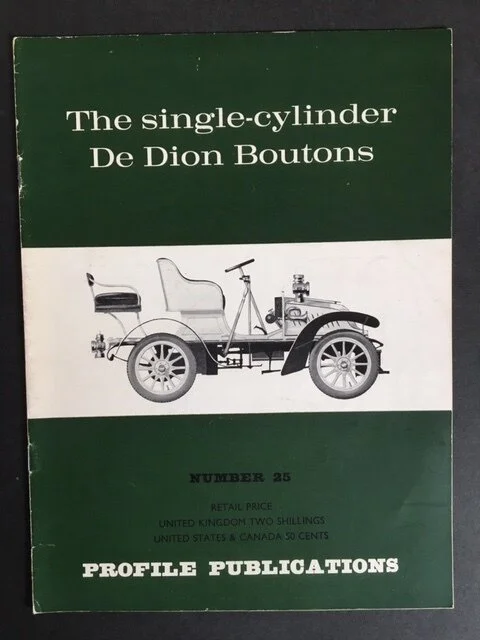 The single-cylinder
De Dion Boutons
NUMBER 25
RETAIL PRICE
UNITED KINGDOM TWO SHILLINGS
UNITED STATES & CANADA 50 CENTS
PROFILE PUBLICATIONS